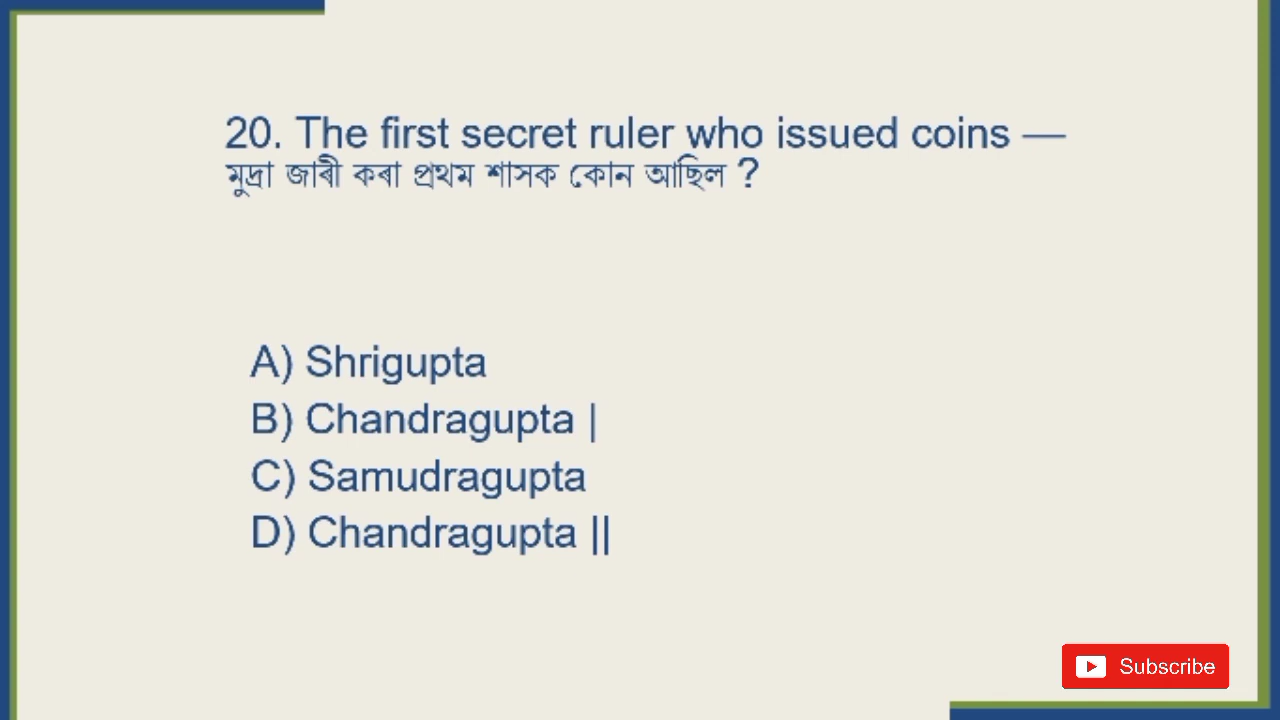 20. The first secret ruler who issued coins —
মুদ্ৰা জাৰী কৰা প্ৰথম শাসক কোন আছিল ?
A) Shrigupta
B) Chandragupta |
C) Samudragupta
D) Chandragupta ||
Subscribe